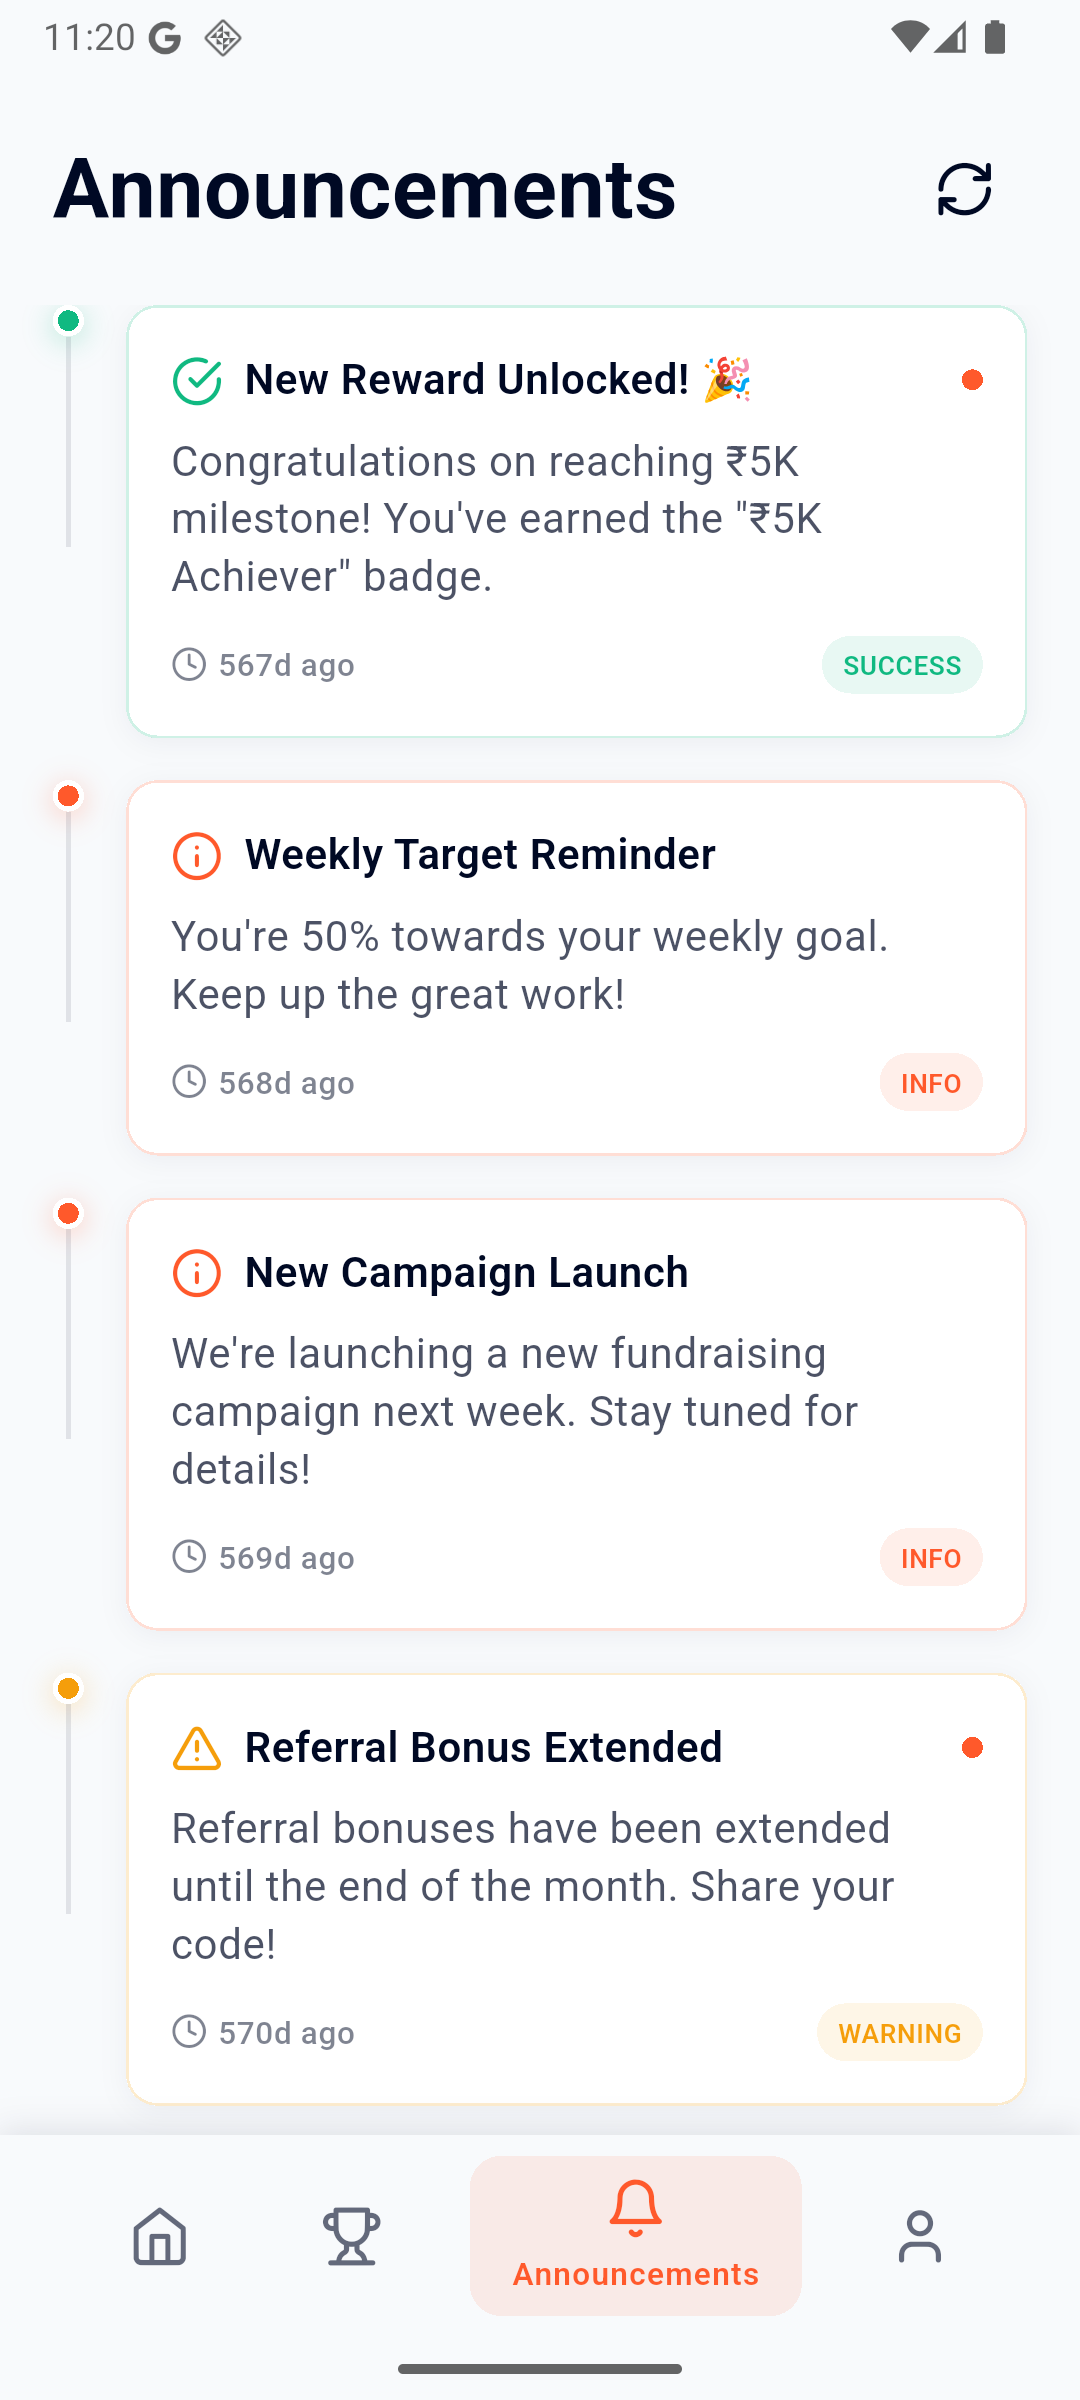 11:20
Announcements
New Reward Unlocked! 🎉
Congratulations on reaching ₹5K
milestone! You've earned the "₹5K
Achiever" badge.
567d ago
SUCCESS
Weekly Target Reminder
You're 50% towards your weekly goal.
Keep up the great work!
568d ago
INFO
New Campaign Launch
We're launching a new fundraising
campaign next week. Stay tuned for
details!
569d ago
INFO
Referral Bonus Extended
Referral bonuses have been extended
until the end of the month. Share your
code!
570d ago
WARNING
Announcements